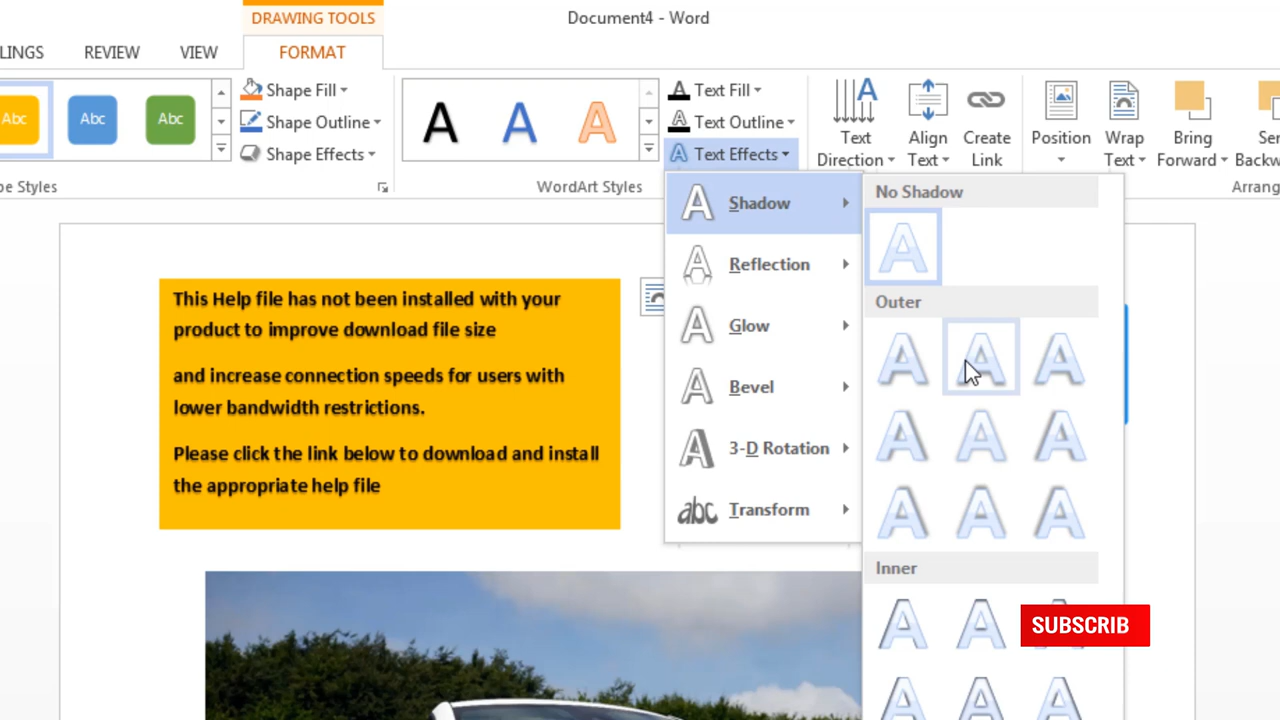 DRAWING TOOLS
Document4 - Word
LINGS
REVIEW
VIEW
FORMAT
Abc
Abc
Abc
Shape Fill
Shape Outline
Shape Effects
A
A
A
Text Fill
Text Outline
Text Effects
Text
Direction
Align
Text
Create
Link
Position
Wrap
Text
Bring
Forward
Sen
Backw
pe Styles
WordArt Styles
Arrang
Shadow
Reflection
Glow
Bevel
3-D Rotation
abc
Transform
No Shadow
Outer
Inner
This Help file has not been installed with your
product to improve download file size
and increase connection speeds for users with
lower bandwidth restrictions.
Please click the link below to download and install
the appropriate help file
SUBSCRIB